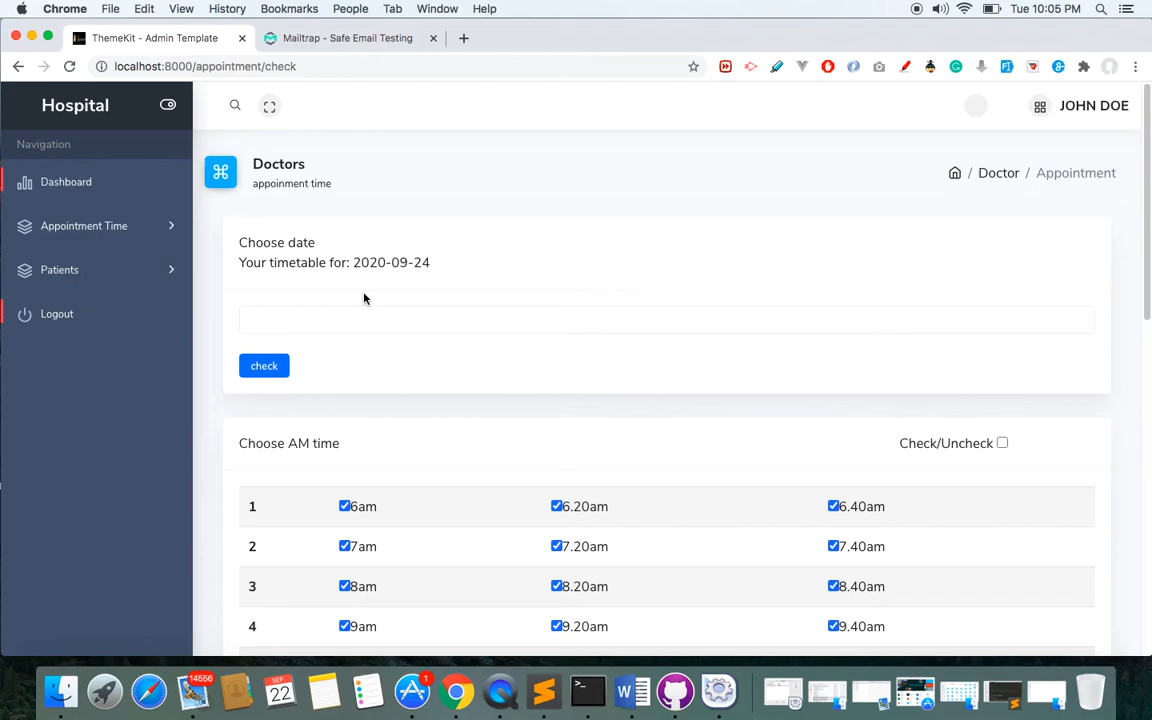 Chrome File Edit View History Bookmarks People Tab Window Help Tue 10:05 PM
ThemeKit - Admin Template Mailtrap - Safe Email Testing
localhost:8000/appointment/check
Hospital JOHN DOE
Navigation
Dashboard
Appointment Time
Patients
Logout
Doctors
appoinment time
/ Doctor / Appointment
Choose date
Your timetable for: 2020-09-24
check
Choose AM time Check/Uncheck
1 6am 6.20am 6.40am
2 7am 7.20am 7.40am
3 8am 8.20am 8.40am
4 9am 9.20am 9.40am
14556 SEP 22 1